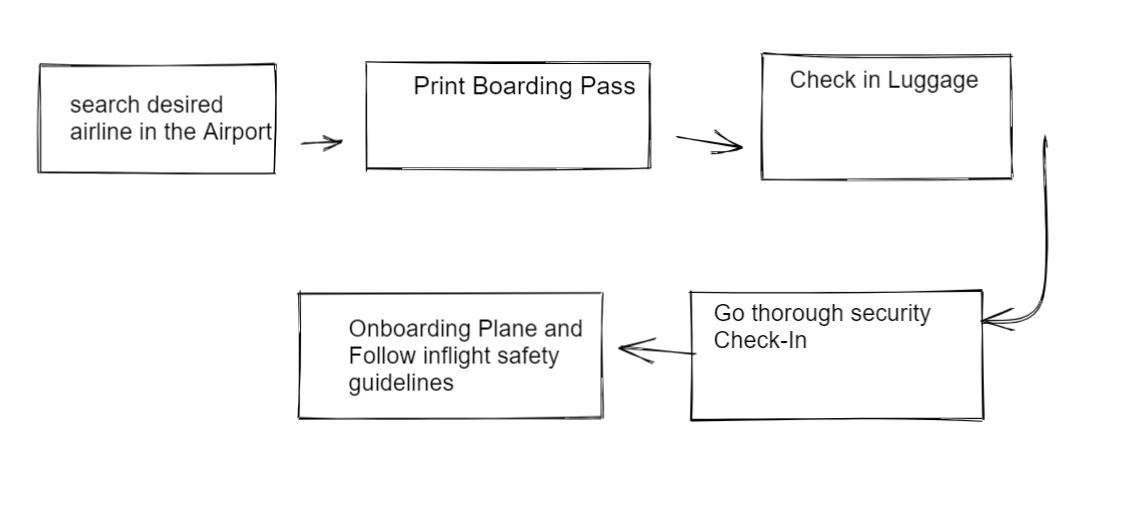 search desired
airline in the Airport
Print Boarding Pass
Check in Luggage
Go thorough security
Check-In
Onboarding Plane and
Follow inflight safety
guidelines